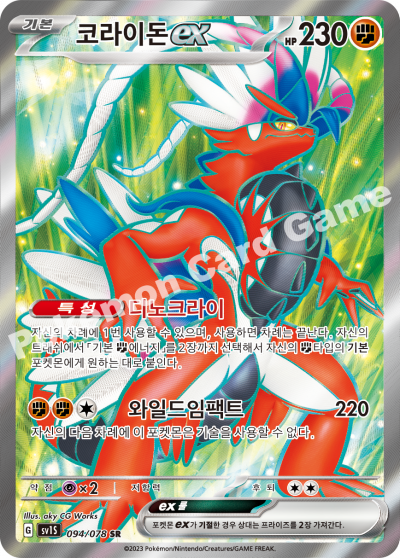 기본 코라이돈 ex HP 230
Pokémon Card Game
특성 디노크라이
자신의 차례에 1번 사용할 수 있으며, 사용하면 차례는 끝난다. 자신의
트래쉬에서 「기본 에너지」를 2장까지 선택해서 자신의 타입의 기본
포켓몬에게 원하는 대로 붙인다.
와일드임팩트 220
자신의 다음 차례에 이 포켓몬은 기술을 사용할 수 없다.
약점 ×2 저항력 후퇴
Illus. aky CG Works
G sv1S 094/078 SR
ex 룰
포켓몬 ex가 기절한 경우 상대는 프라이즈를 2장 가져간다.
©2023 Pokémon/Nintendo/Creatures/GAME FREAK.